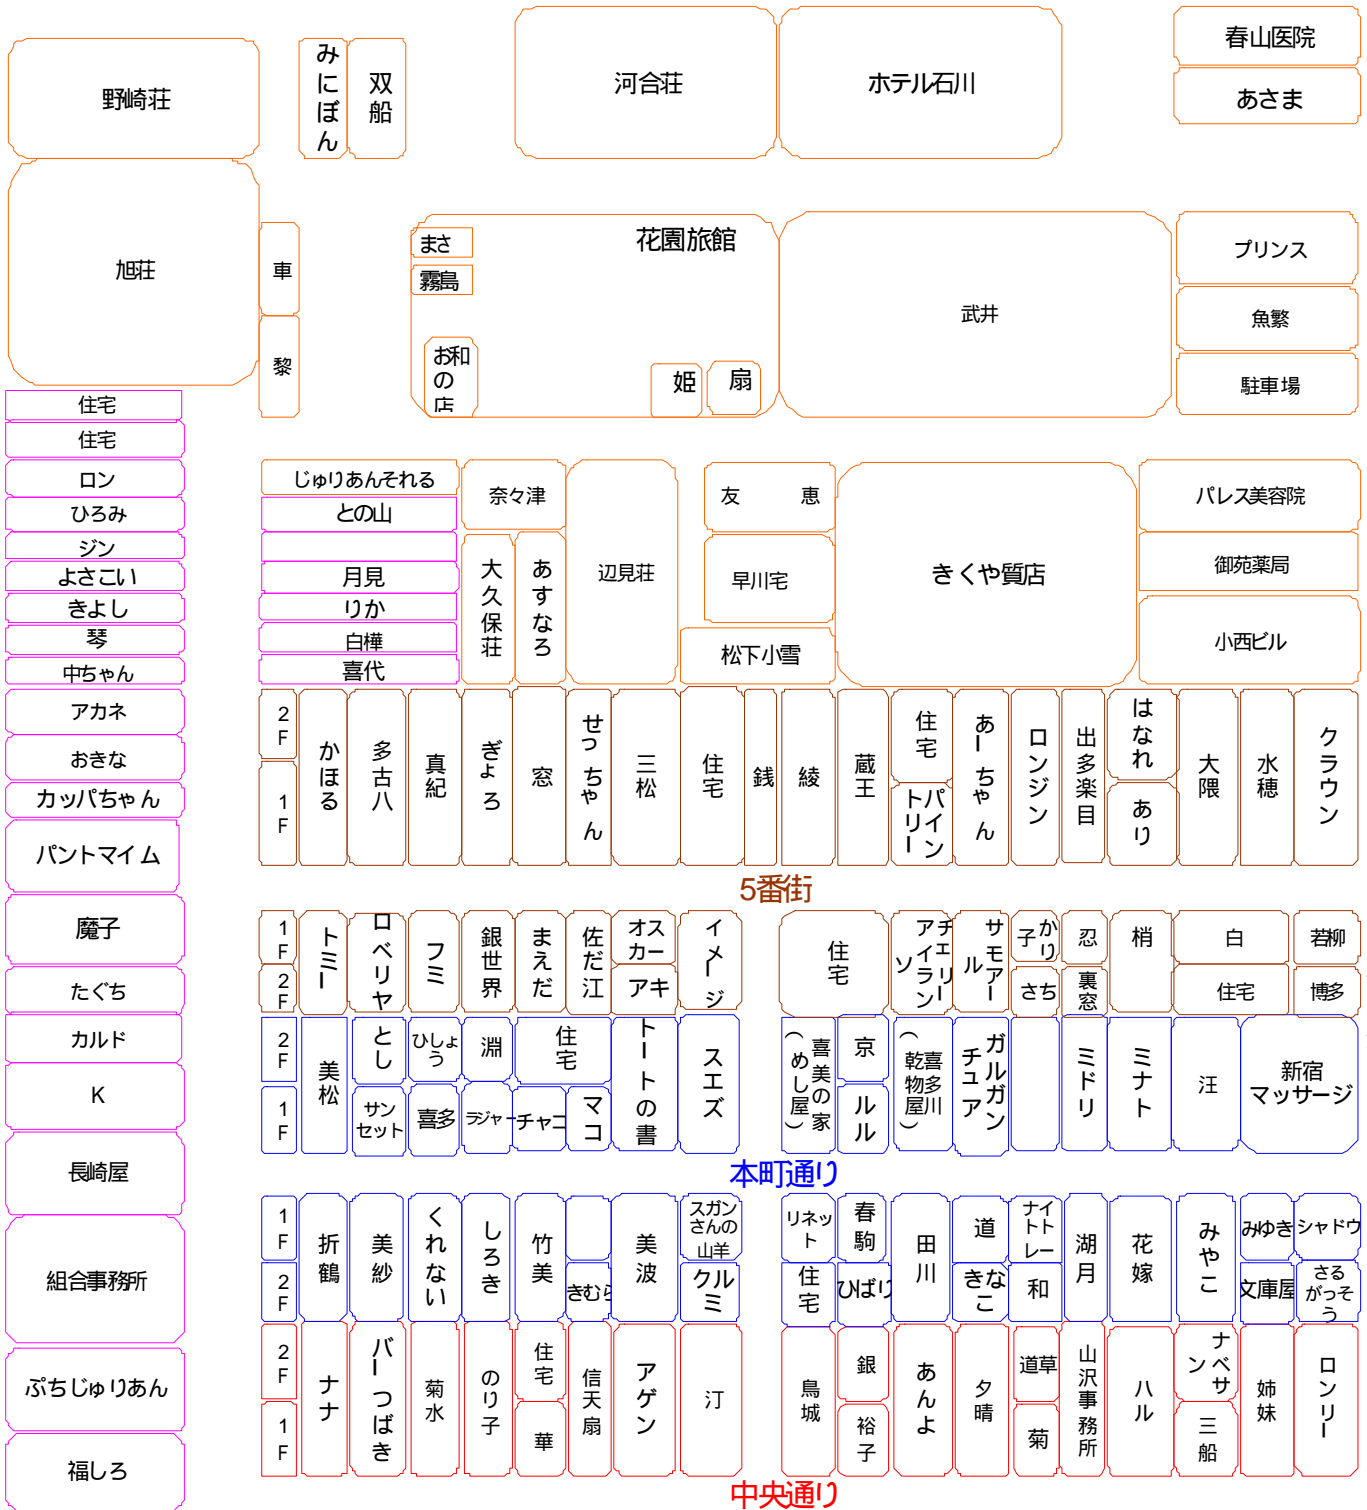 野崎荘
みにぼん
双船
河合荘
ホテル石川
春山医院
あさま
旭荘
車
黎
まさ
霧島
お和の店
花園旅館
姫
扇
武井
プリンス
魚繁
駐車場
住宅
住宅
ロン
ひろみ
ジン
よさこい
きよし
琴
中ちゃん
アカネ
おきな
カッパちゃん
パントマイム
魔子
たぐち
カルド
K
長崎屋
組合事務所
ぷちじゅりあん
福しろ
じゅりあんそれる
との山
月見
りか
白樺
喜代
奈々津
大久保荘
あすなろ
辺見荘
友 恵
早川宅
松下小雪
きくや質店
パレス美容院
御苑薬局
小西ビル
2F
1F
かほる
多古八
真紀
ぎょろ
窓
せっちゃん
三松
住宅
銭
綾
蔵王
住宅
パイン
トリー
あーちゃん
ロンジン
出多楽目
はなれ
あり
大隈
水穂
クラウン
5番街
1F
2F
トミー
ロベリヤ
フミ
銀世界
まえだ
佐だ江
オス
カー
アキ
イメージ
住宅
チェリー
アイラン
ソ
サモアー
ル
かり
子
さち
忍
裏窓
梢
白
住宅
若柳
博多
2F
1F
美松
とし
サン
セット
ひしょ
う
喜多
淵
ラジャー
住宅
チャコ
マコ
トートの書
スエズ
喜美の家
(めし屋)
京
ルル
喜多川
(乾物屋)
ガルガン
チュア
ミドリ
ミナト
汪
新宿
マッサージ
本町通り
1F
2F
折鶴
美紗
くれない
しろき
竹美
きむら
美波
スガン
さんの
山羊
クルミ
リネッ
ト
住宅
春駒
ひばり
田川
道
きなこ
ナイ
トト
レー
和
湖月
花嫁
みやこ
みゆき
文庫屋
シャドウ
さる
がっそ
う
2F
1F
ナナ
バーつばき
菊水
のり子
住宅
華
信天扇
アゲン
汀
鳥城
銀
裕子
あんよ
夕晴
道草
菊
山沢事務所
ハル
ナベサ
ン
三船
姉妹
ロンリー
中央通り